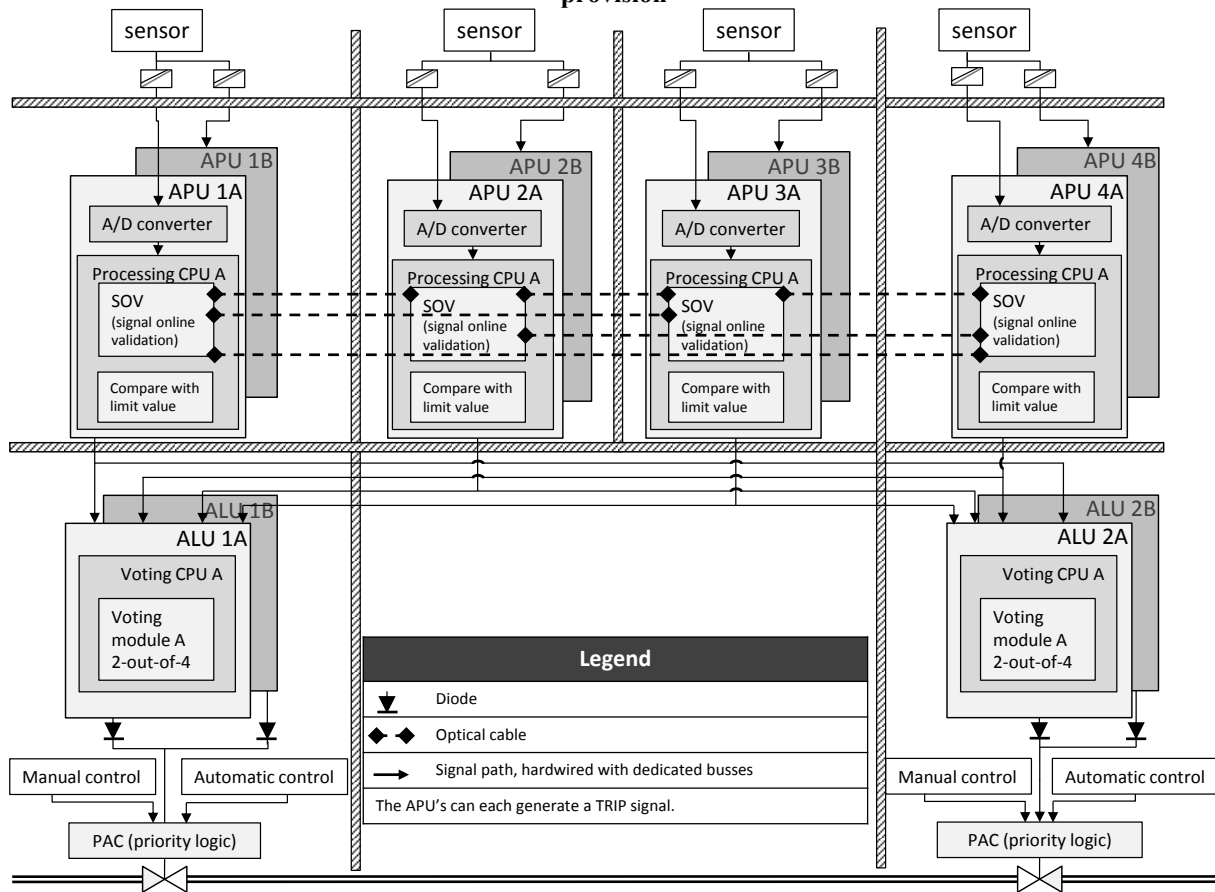 provision
sensor
sensor
sensor
sensor
APU 1B
APU 2B
APU 3B
APU 4B
APU 1A
APU 2A
APU 3A
APU 4A
A/D converter
A/D converter
A/D converter
A/D converter
Processing CPU A
Processing CPU A
Processing CPU A
Processing CPU A
SOV
(signal online
validation)
SOV
(signal online
validation)
SOV
(signal online
validation)
SOV
(signal online
validation)
Compare with
limit value
Compare with
limit value
Compare with
limit value
Compare with
limit value
ALU 1B
ALU 2B
ALU 1A
ALU 2A
Voting CPU A
Voting CPU A
Voting
module A
2-out-of-4
Voting
module A
2-out-of-4
Legend
Diode
Optical cable
Signal path, hardwired with dedicated busses
The APU's can each generate a TRIP signal.
Manual control
Automatic control
Manual control
Automatic control
PAC (priority logic)
PAC (priority logic)